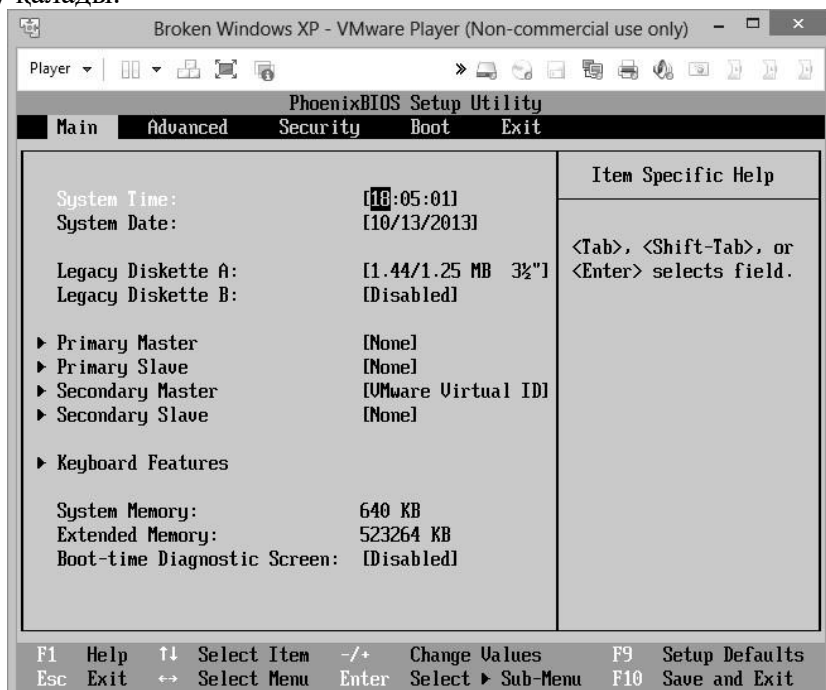 қалады.
Broken Windows XP - VMware Player (Non-commercial use only)
Player
PhoenixBIOS Setup Utility
Main Advanced Security Boot Exit
Item Specific Help
System Time: [18:05:01]
System Date: [10/13/2013]
<Tab>, <Shift-Tab>, or
Legacy Diskette A: [1.44/1.25 MB 3½"] <Enter> selects field.
Legacy Diskette B: [Disabled]
Primary Master [None]
Primary Slave [None]
Secondary Master [VMware Virtual ID]
Secondary Slave [None]
Keyboard Features
System Memory: 640 KB
Extended Memory: 523264 KB
Boot-time Diagnostic Screen: [Disabled]
F1 Help ↑↓ Select Item -/+ Change Values F9 Setup Defaults
Esc Exit ↔ Select Menu Enter Select ▶ Sub-Menu F10 Save and Exit